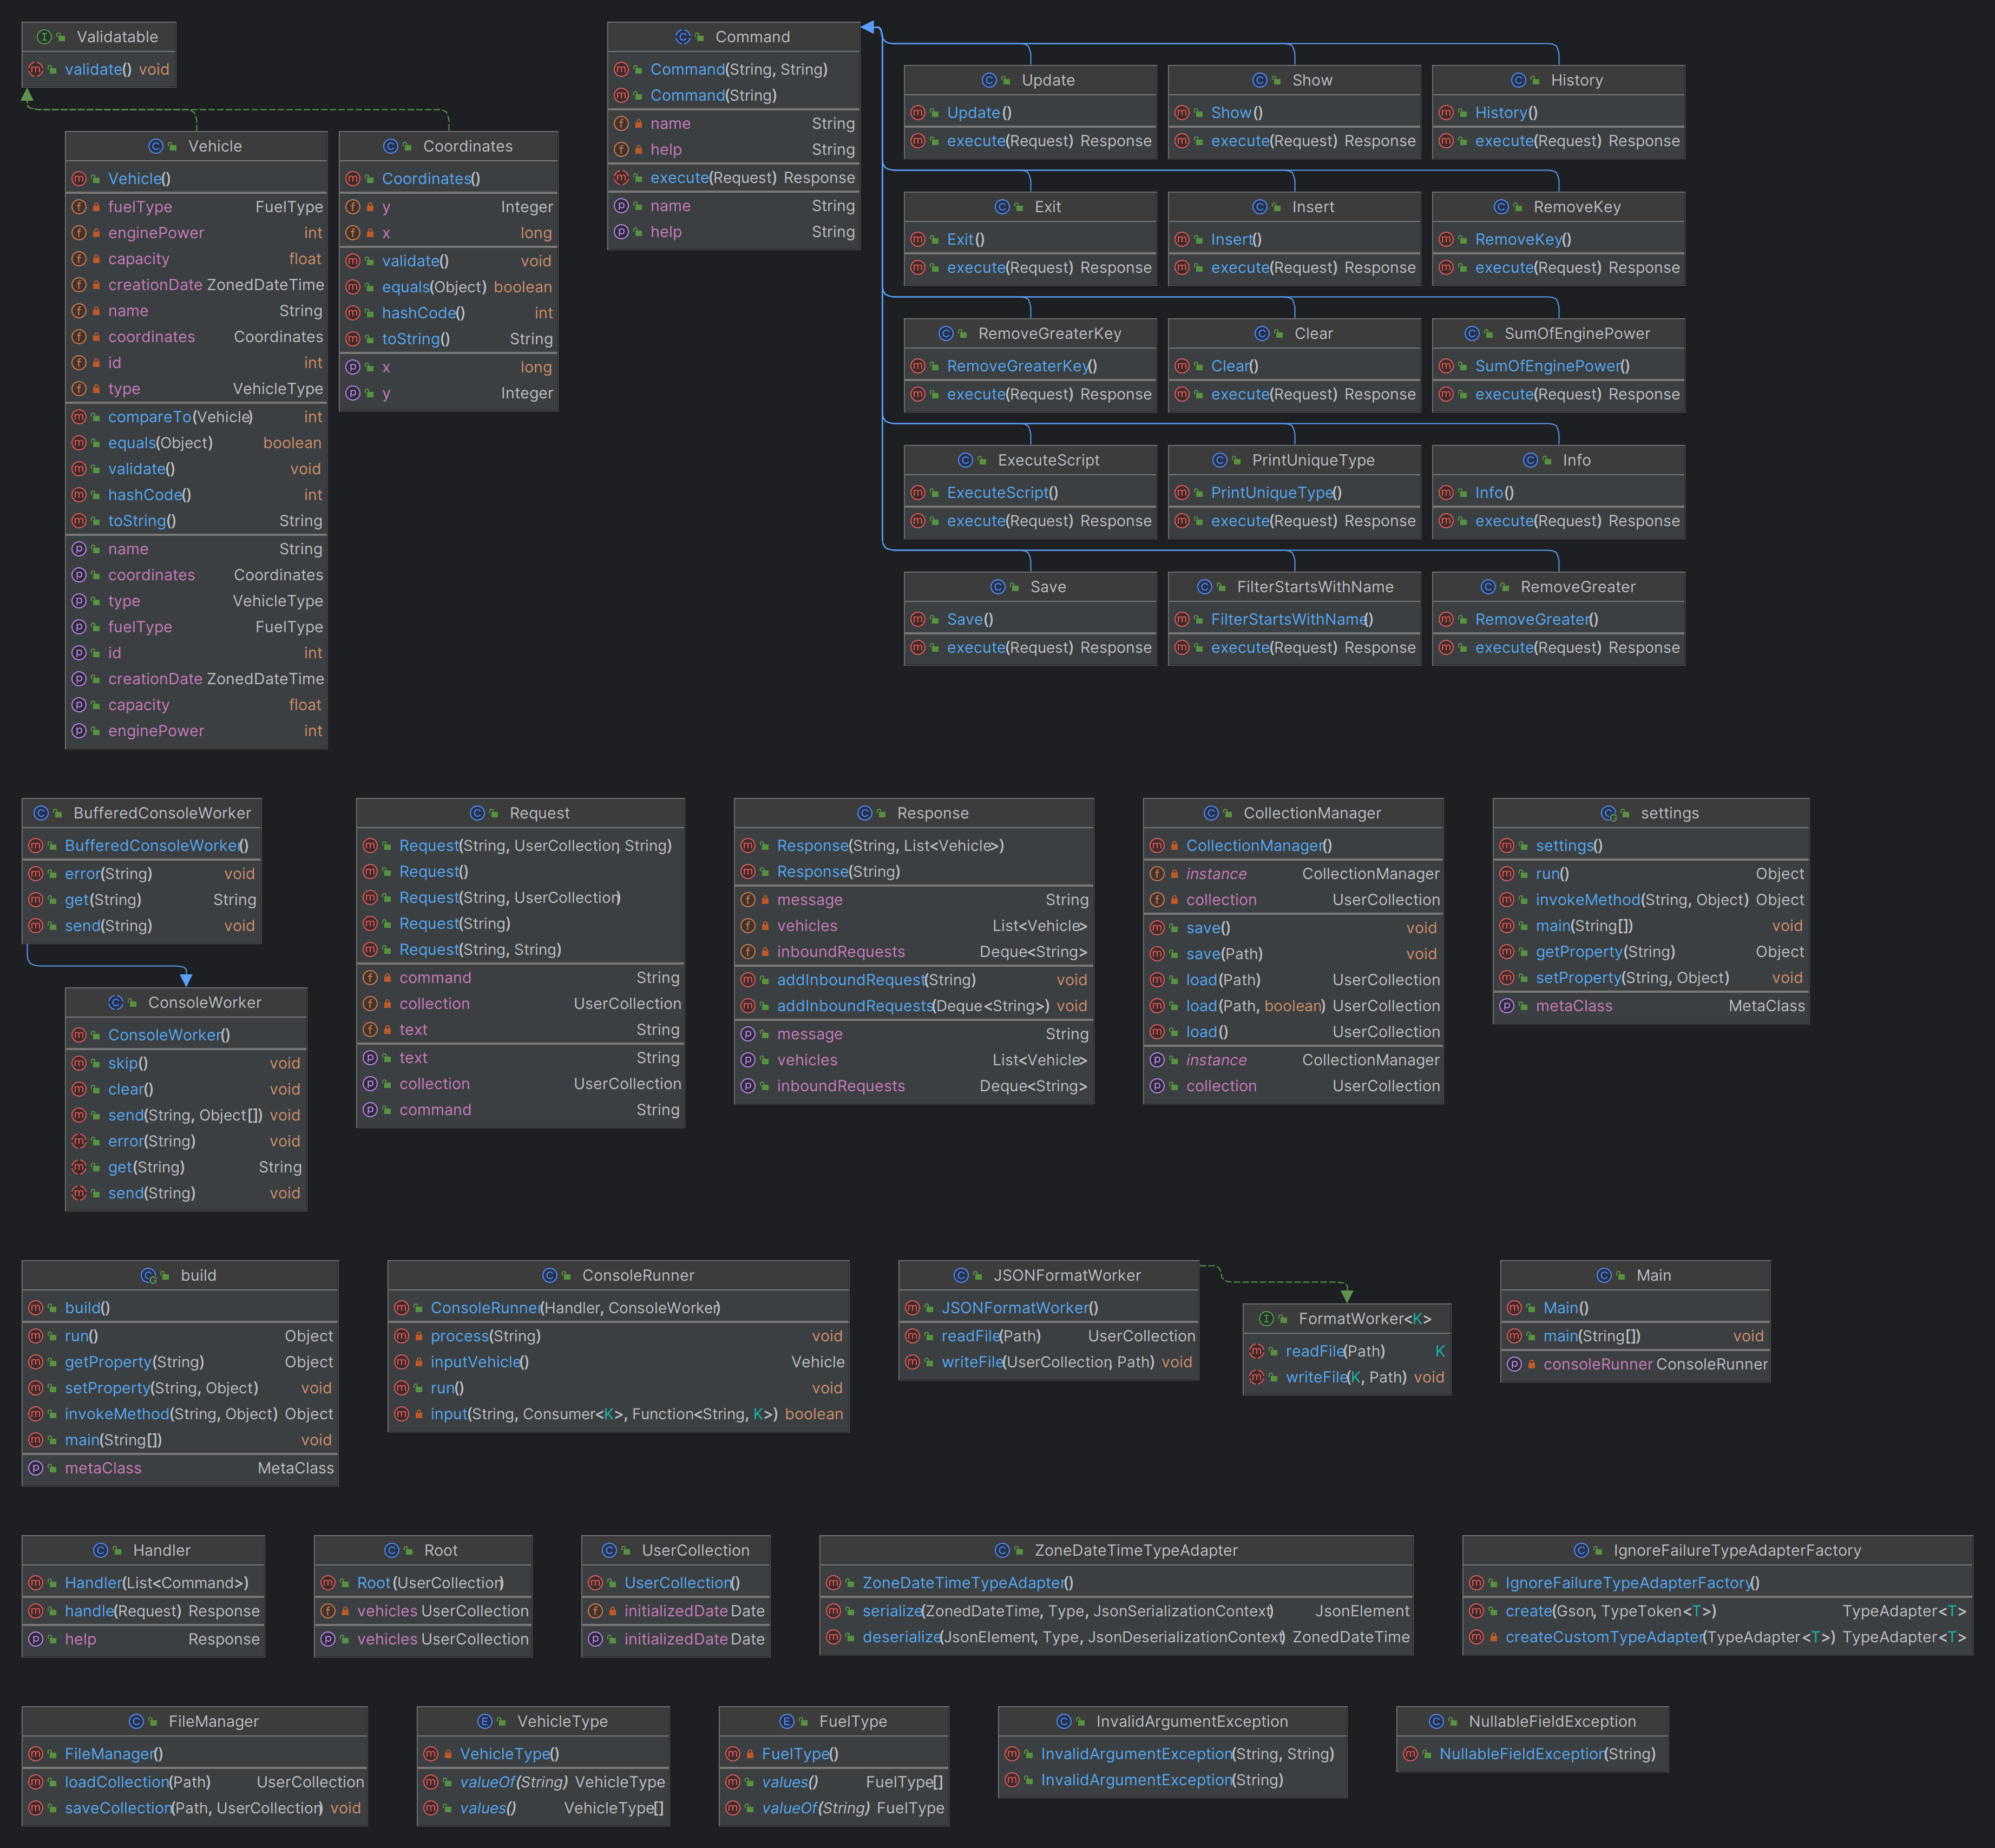 Validatable
validate() void
Vehicle
Vehicle()
fuelType FuelType
enginePower int
capacity float
creationDate ZonedDateTime
name String
coordinates Coordinates
id int
type VehicleType
compareTo(Vehicle) int
equals(Object) boolean
validate() void
hashCode() int
toString() String
name String
coordinates Coordinates
type VehicleType
fuelType FuelType
id int
creationDate ZonedDateTime
capacity float
enginePower int
Coordinates
Coordinates()
y Integer
x long
validate() void
equals(Object) boolean
hashCode() int
toString() String
x long
y Integer
Command
Command(String, String)
Command(String)
name String
help String
execute(Request) Response
name String
help String
Update
Update()
execute(Request) Response
Show
Show()
execute(Request) Response
History
History()
execute(Request) Response
Exit
Exit()
execute(Request) Response
Insert
Insert()
execute(Request) Response
RemoveKey
RemoveKey()
execute(Request) Response
RemoveGreaterKey
RemoveGreaterKey()
execute(Request) Response
Clear
Clear()
execute(Request) Response
SumOfEnginePower
SumOfEnginePower()
execute(Request) Response
ExecuteScript
ExecuteScript()
execute(Request) Response
PrintUniqueType
PrintUniqueType()
execute(Request) Response
Info
Info()
execute(Request) Response
Save
Save()
execute(Request) Response
FilterStartsWithName
FilterStartsWithName()
execute(Request) Response
RemoveGreater
RemoveGreater()
execute(Request) Response
BufferedConsoleWorker
BufferedConsoleWorker()
error(String) void
get(String) String
send(String) void
ConsoleWorker
ConsoleWorker()
skip() void
clear() void
send(String, Object[]) void
error(String) void
get(String) String
send(String) void
Request
Request(String, UserCollection, String)
Request()
Request(String, UserCollection)
Request(String)
Request(String, String)
command String
collection UserCollection
text String
text String
collection UserCollection
command String
Response
Response(String, List<Vehicle>)
Response(String)
message String
vehicles List<Vehicle>
inboundRequests Deque<String>
addInboundRequest(String) void
addInboundRequests(Deque<String>) void
message String
vehicles List<Vehicle>
inboundRequests Deque<String>
CollectionManager
CollectionManager()
instance CollectionManager
collection UserCollection
save() void
save(Path) void
load(Path) UserCollection
load(Path, boolean) UserCollection
load() UserCollection
instance CollectionManager
collection UserCollection
settings
settings()
run() Object
invokeMethod(String, Object) Object
main(String[]) void
getProperty(String) Object
setProperty(String, Object) void
metaClass MetaClass
build
build()
run() Object
getProperty(String) Object
setProperty(String, Object) void
invokeMethod(String, Object) Object
main(String[]) void
metaClass MetaClass
ConsoleRunner
ConsoleRunner(Handler, ConsoleWorker)
process(String) void
inputVehicle() Vehicle
run() void
input(String, Consumer<K>, Function<String, K>) boolean
JSONFormatWorker
JSONFormatWorker()
readFile(Path) UserCollection
writeFile(UserCollection, Path) void
FormatWorker<K>
readFile(Path) K
writeFile(K, Path) void
Main
Main()
main(String[]) void
consoleRunner ConsoleRunner
Handler
Handler(List<Command>)
handle(Request) Response
help Response
Root
Root(UserCollection)
vehicles UserCollection
vehicles UserCollection
UserCollection
UserCollection()
initializedDate Date
initializedDate Date
ZoneDateTimeTypeAdapter
ZoneDateTimeTypeAdapter()
serialize(ZonedDateTime, Type, JsonSerializationContext) JsonElement
deserialize(JsonElement, Type, JsonDeserializationContext) ZonedDateTime
IgnoreFailureTypeAdapterFactory
IgnoreFailureTypeAdapterFactory()
create(Gson, TypeToken<T>) TypeAdapter<T>
createCustomTypeAdapter(TypeAdapter<T>) TypeAdapter<T>
FileManager
FileManager()
loadCollection(Path) UserCollection
saveCollection(Path, UserCollection) void
VehicleType
VehicleType()
valueOf(String) VehicleType
values() VehicleType[]
FuelType
FuelType()
values() FuelType[]
valueOf(String) FuelType
InvalidArgumentException
InvalidArgumentException(String, String)
InvalidArgumentException(String)
NullableFieldException
NullableFieldException(String)